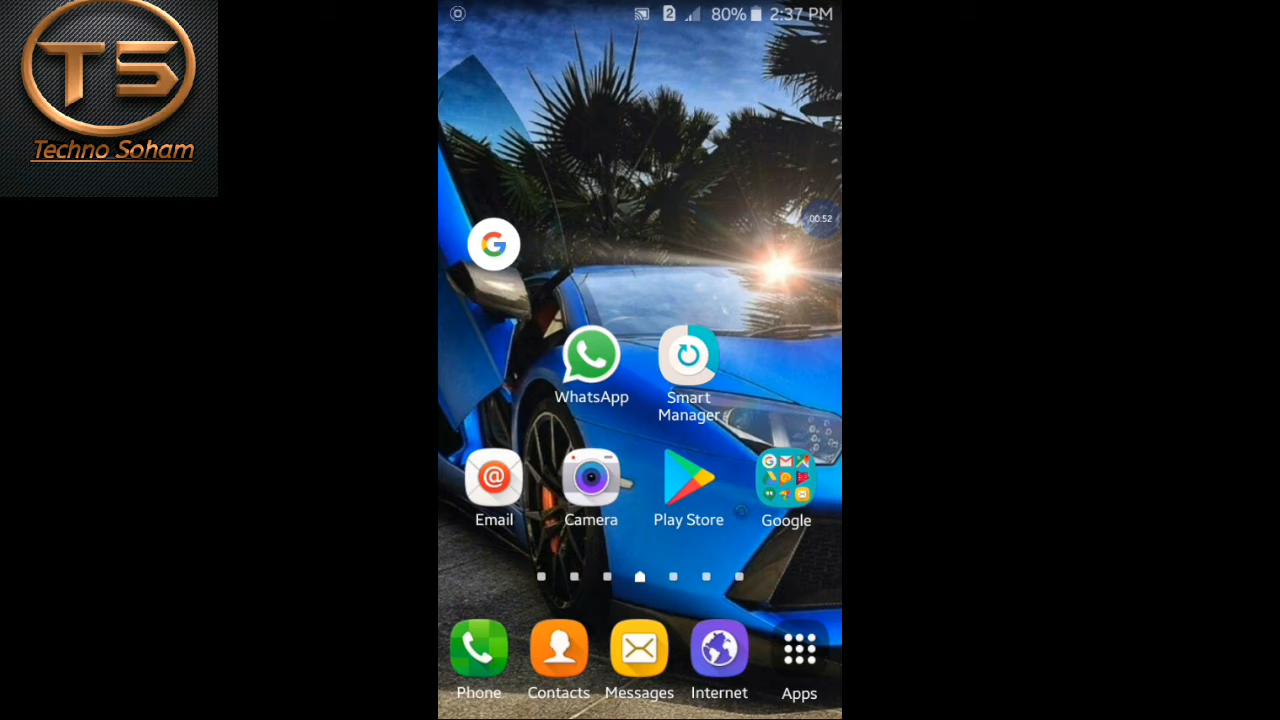 TS
Techno Soham
2
80%
2:37 PM
00:52
G
WhatsApp
Smart
Manager
@
Email
Camera
Play Store
Google
Phone
Contacts
Messages
Internet
Apps